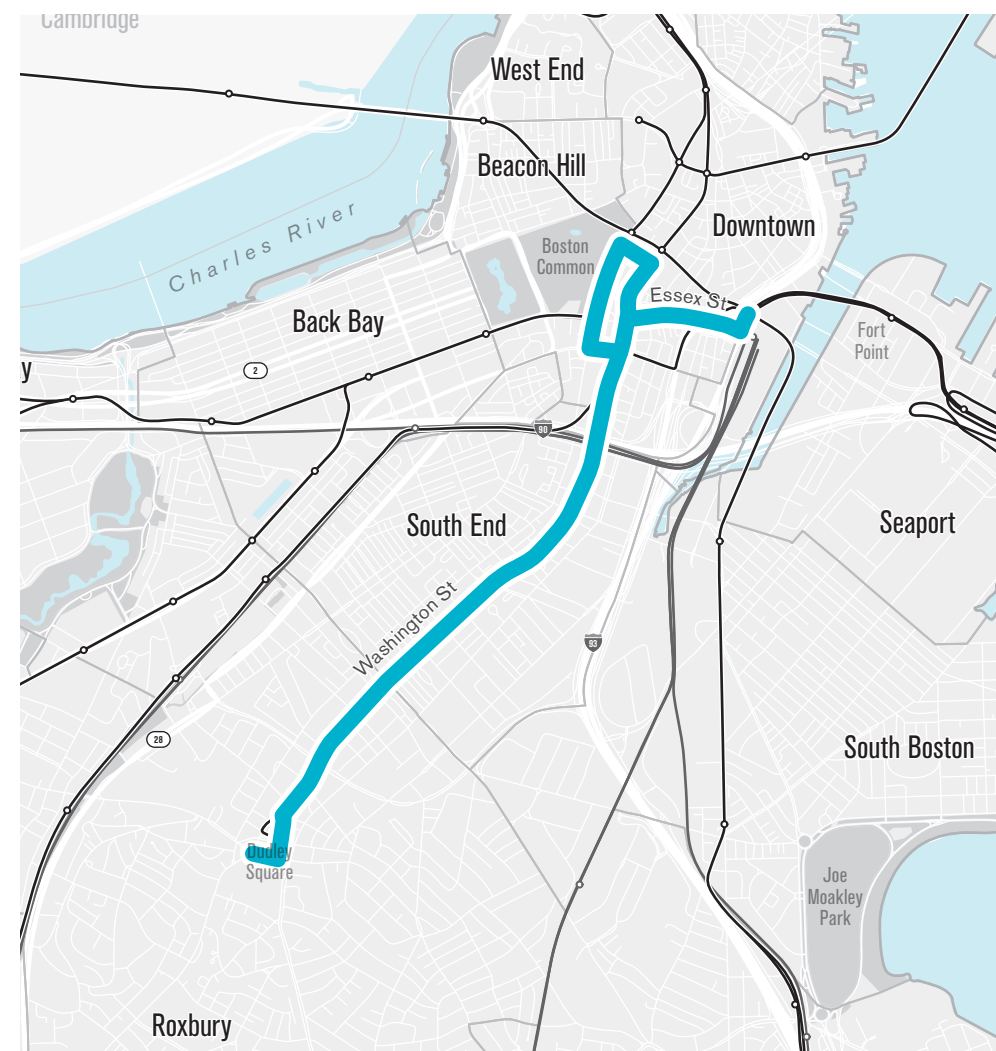 Cambridge
West End
Beacon Hill
Charles River
Boston
Common
Downtown
Essex St
Back Bay
Fort
Point
2
y
90
South End
Seaport
Washington St
93
28
South Boston
Dudley
Square
Joe
Moakley
Park
Roxbury